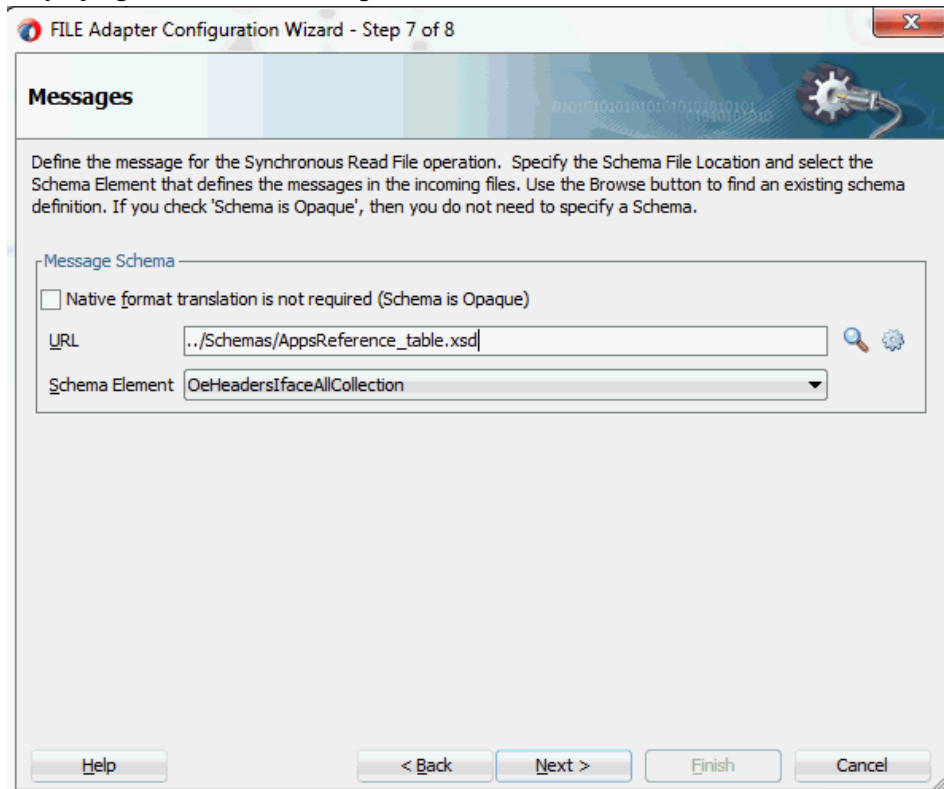 FILE Adapter Configuration Wizard - Step 7 of 8
Messages
Define the message for the Synchronous Read File operation.  Specify the Schema File Location and select the
Schema Element that defines the messages in the incoming files. Use the Browse button to find an existing schema
definition. If you check 'Schema is Opaque', then you do not need to specify a Schema.
Message Schema
Native format translation is not required (Schema is Opaque)
URL ../Schemas/AppsReference_table.xsd
Schema Element OeHeadersIfaceAllCollection
Help < Back Next > Finish Cancel